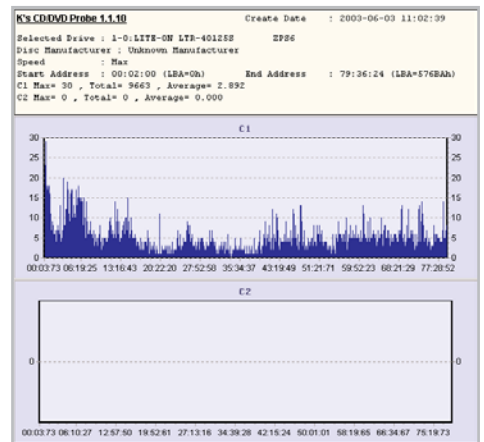 K's CD/DVD Probe 1.1.10 Create Date : 2003-06-03 11:02:39
Selected Drive : 1-0:LITE-ON LTR-40125S ZPS6
Disc Manufacturer : Unknown Manufacturer
Speed : Max
Start Address : 00:02:00 (LBA=0h) End Address : 79:36:24 (LBA=576BAh)
C1 Max= 30 , Total= 9663 , Average= 2.892
C2 Max= 0 , Total= 0 , Average= 0.000
C1
30 30
25 25
20 20
15 15
10 10
5 5
0 0
00:03:73 06:19:25 13:16:43 20:22:20 27:52:58 35:34:37 43:19:49 51:21:71 59:52:23 68:21:29 77:28:52
C2
0 0
00:03:73 06:10:27 12:57:50 19:52:61 27:13:16 34:39:28 42:15:24 50:01:01 58:19:65 66:34:67 75:19:73